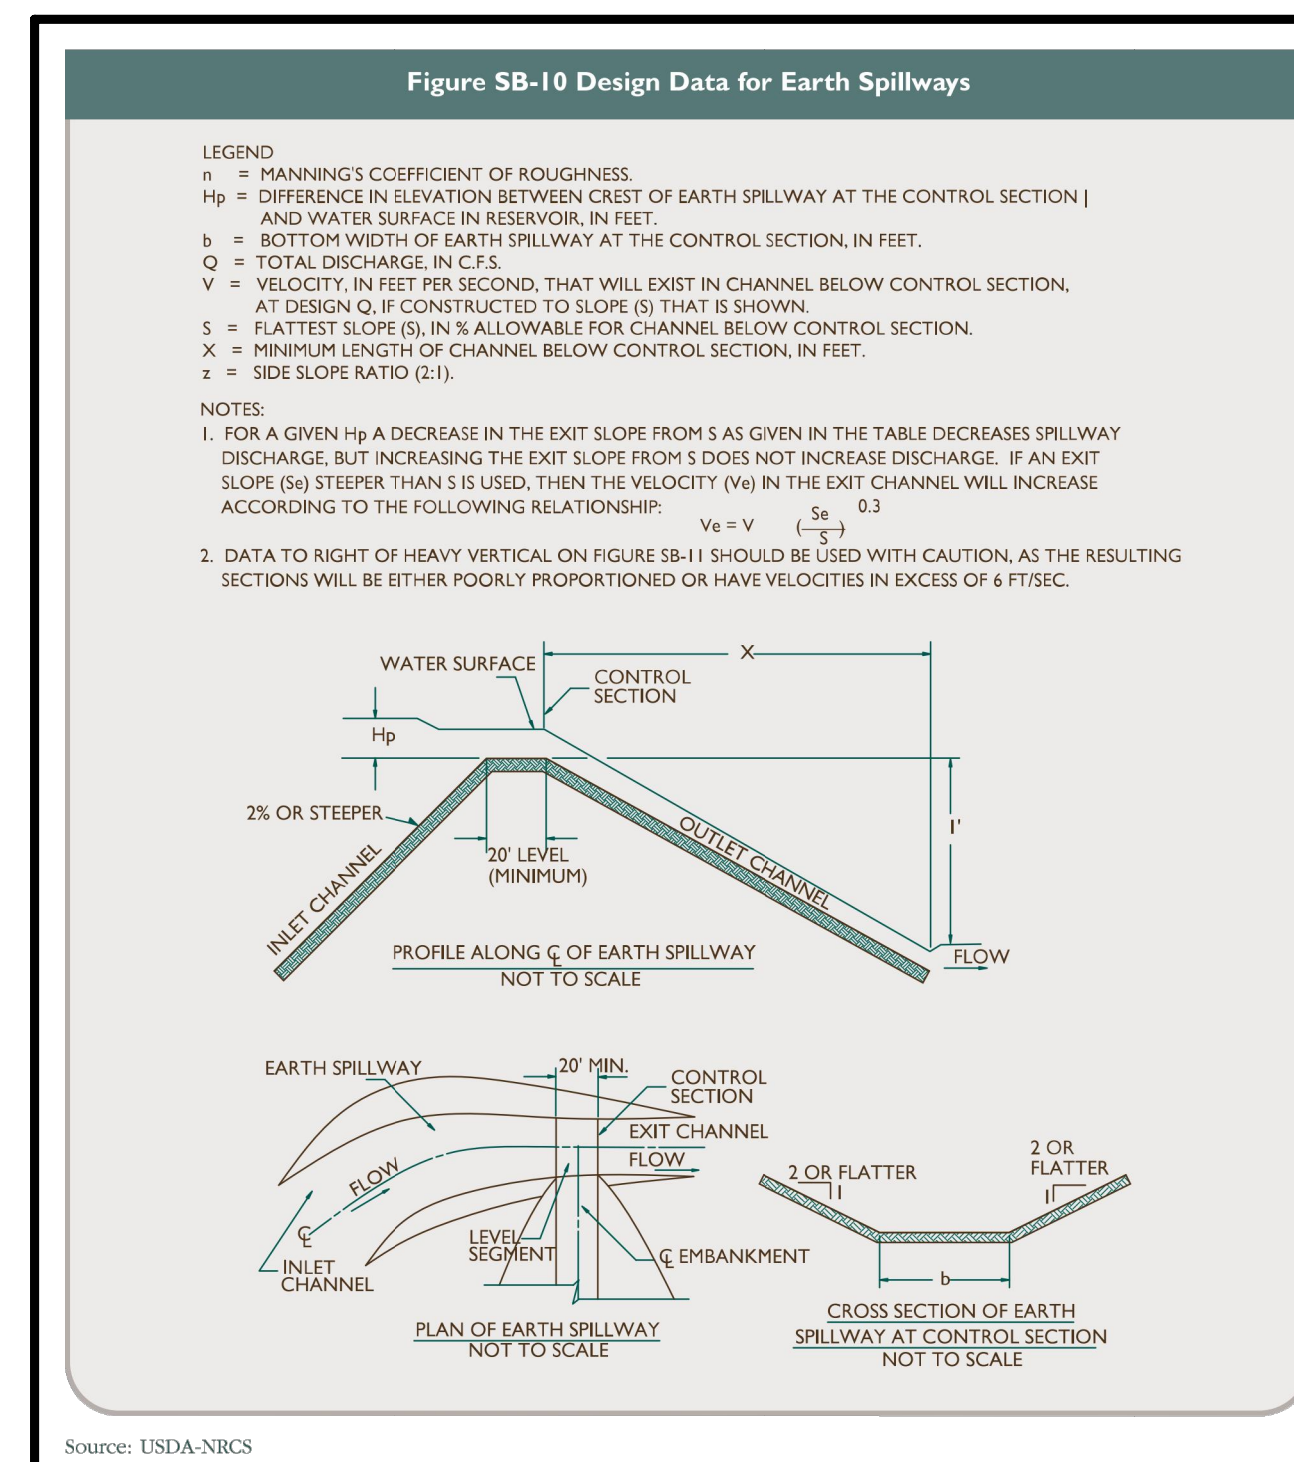 Figure SB-10 Design Data for Earth Spillways
LEGEND
n = MANNING'S COEFFICIENT OF ROUGHNESS.
Hp = DIFFERENCE IN ELEVATION BETWEEN CREST OF EARTH SPILLWAY AT THE CONTROL SECTION |
AND WATER SURFACE IN RESERVOIR, IN FEET.
b = BOTTOM WIDTH OF EARTH SPILLWAY AT THE CONTROL SECTION, IN FEET.
Q = TOTAL DISCHARGE, IN C.F.S.
V = VELOCITY, IN FEET PER SECOND, THAT WILL EXIST IN CHANNEL BELOW CONTROL SECTION,
AT DESIGN Q, IF CONSTRUCTED TO SLOPE (S) THAT IS SHOWN.
S = FLATTEST SLOPE (S), IN % ALLOWABLE FOR CHANNEL BELOW CONTROL SECTION.
X = MINIMUM LENGTH OF CHANNEL BELOW CONTROL SECTION, IN FEET.
z = SIDE SLOPE RATIO (2:1).
NOTES:
1. FOR A GIVEN Hp A DECREASE IN THE EXIT SLOPE FROM S AS GIVEN IN THE TABLE DECREASES SPILLWAY
DISCHARGE, BUT INCREASING THE EXIT SLOPE FROM S DOES NOT INCREASE DISCHARGE. IF AN EXIT
SLOPE (Se) STEEPER THAN S IS USED, THEN THE VELOCITY (Ve) IN THE EXIT CHANNEL WILL INCREASE
ACCORDING TO THE FOLLOWING RELATIONSHIP:
Ve = V (Se/S) 0.3
2. DATA TO RIGHT OF HEAVY VERTICAL ON FIGURE SB-11 SHOULD BE USED WITH CAUTION, AS THE RESULTING
SECTIONS WILL BE EITHER POORLY PROPORTIONED OR HAVE VELOCITIES IN EXCESS OF 6 FT/SEC.
X
WATER SURFACE
CONTROL
SECTION
Hp
2% OR STEEPER
1'
20' LEVEL
(MINIMUM)
INLET CHANNEL
OUTLET CHANNEL
PROFILE ALONG ℄ OF EARTH SPILLWAY
NOT TO SCALE
FLOW
EARTH SPILLWAY
20' MIN.
CONTROL
SECTION
EXIT CHANNEL
FLOW
FLOW
℄
INLET
CHANNEL
LEVEL
SEGMENT
℄ EMBANKMENT
PLAN OF EARTH SPILLWAY
NOT TO SCALE
2 OR FLATTER
1
2 OR
FLATTER
1
b
CROSS SECTION OF EARTH
SPILLWAY AT CONTROL SECTION
NOT TO SCALE
Source: USDA-NRCS